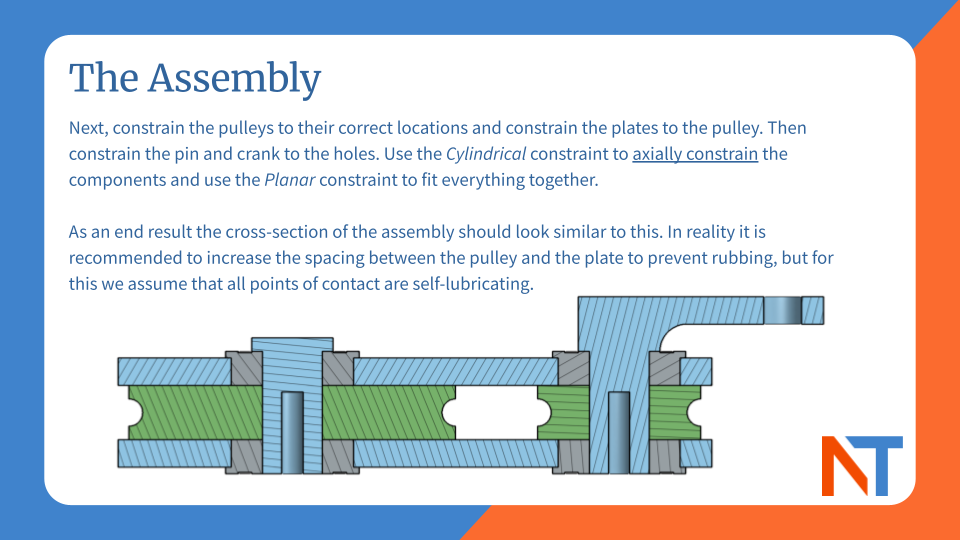 The Assembly
Next, constrain the pulleys to their correct locations and constrain the plates to the pulley. Then
constrain the pin and crank to the holes. Use the Cylindrical constraint to axially constrain the
components and use the Planar constraint to fit everything together.
As an end result the cross-section of the assembly should look similar to this. In reality it is
recommended to increase the spacing between the pulley and the plate to prevent rubbing, but for
this we assume that all points of contact are self-lubricating.
NT